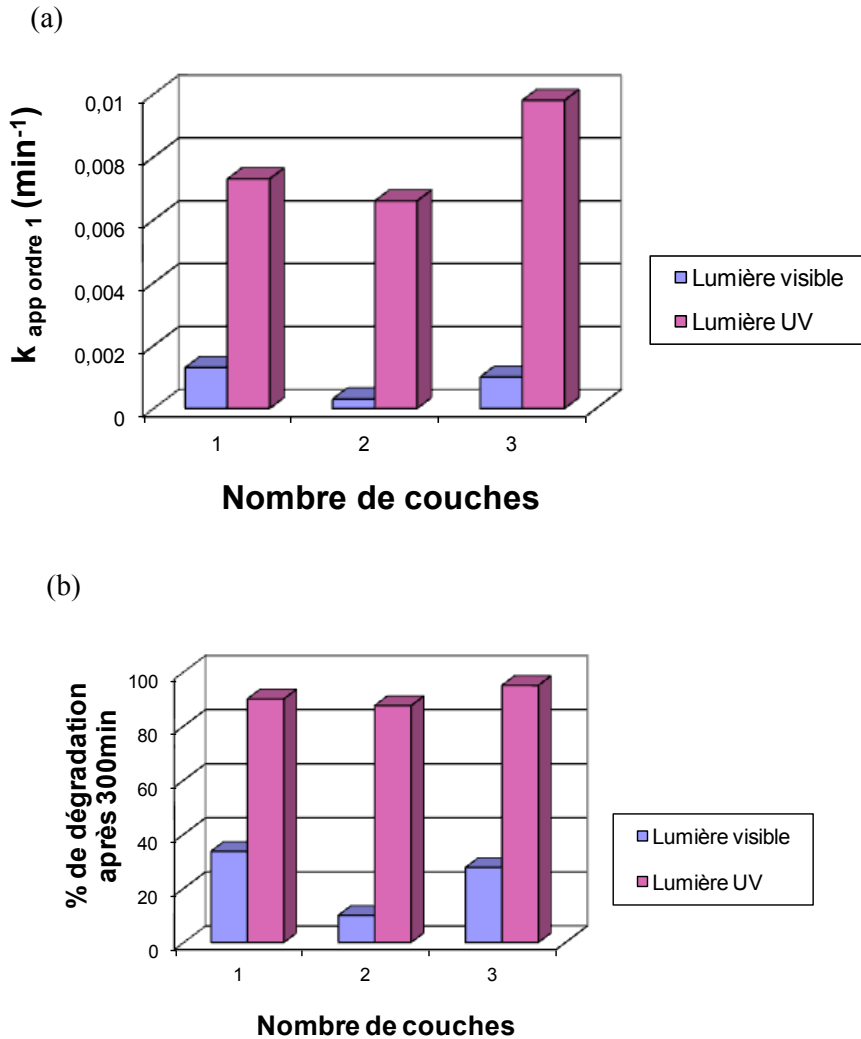 (a)
k app ordre 1 (min-1)
0,01
0,008
0,006
0,004
0,002
0
1
2
3
Nombre de couches
Lumière visible
Lumière UV
(b)
% de dégradation
après 300min
100
80
60
40
20
0
1
2
3
Nombre de couches
Lumière visible
Lumière UV